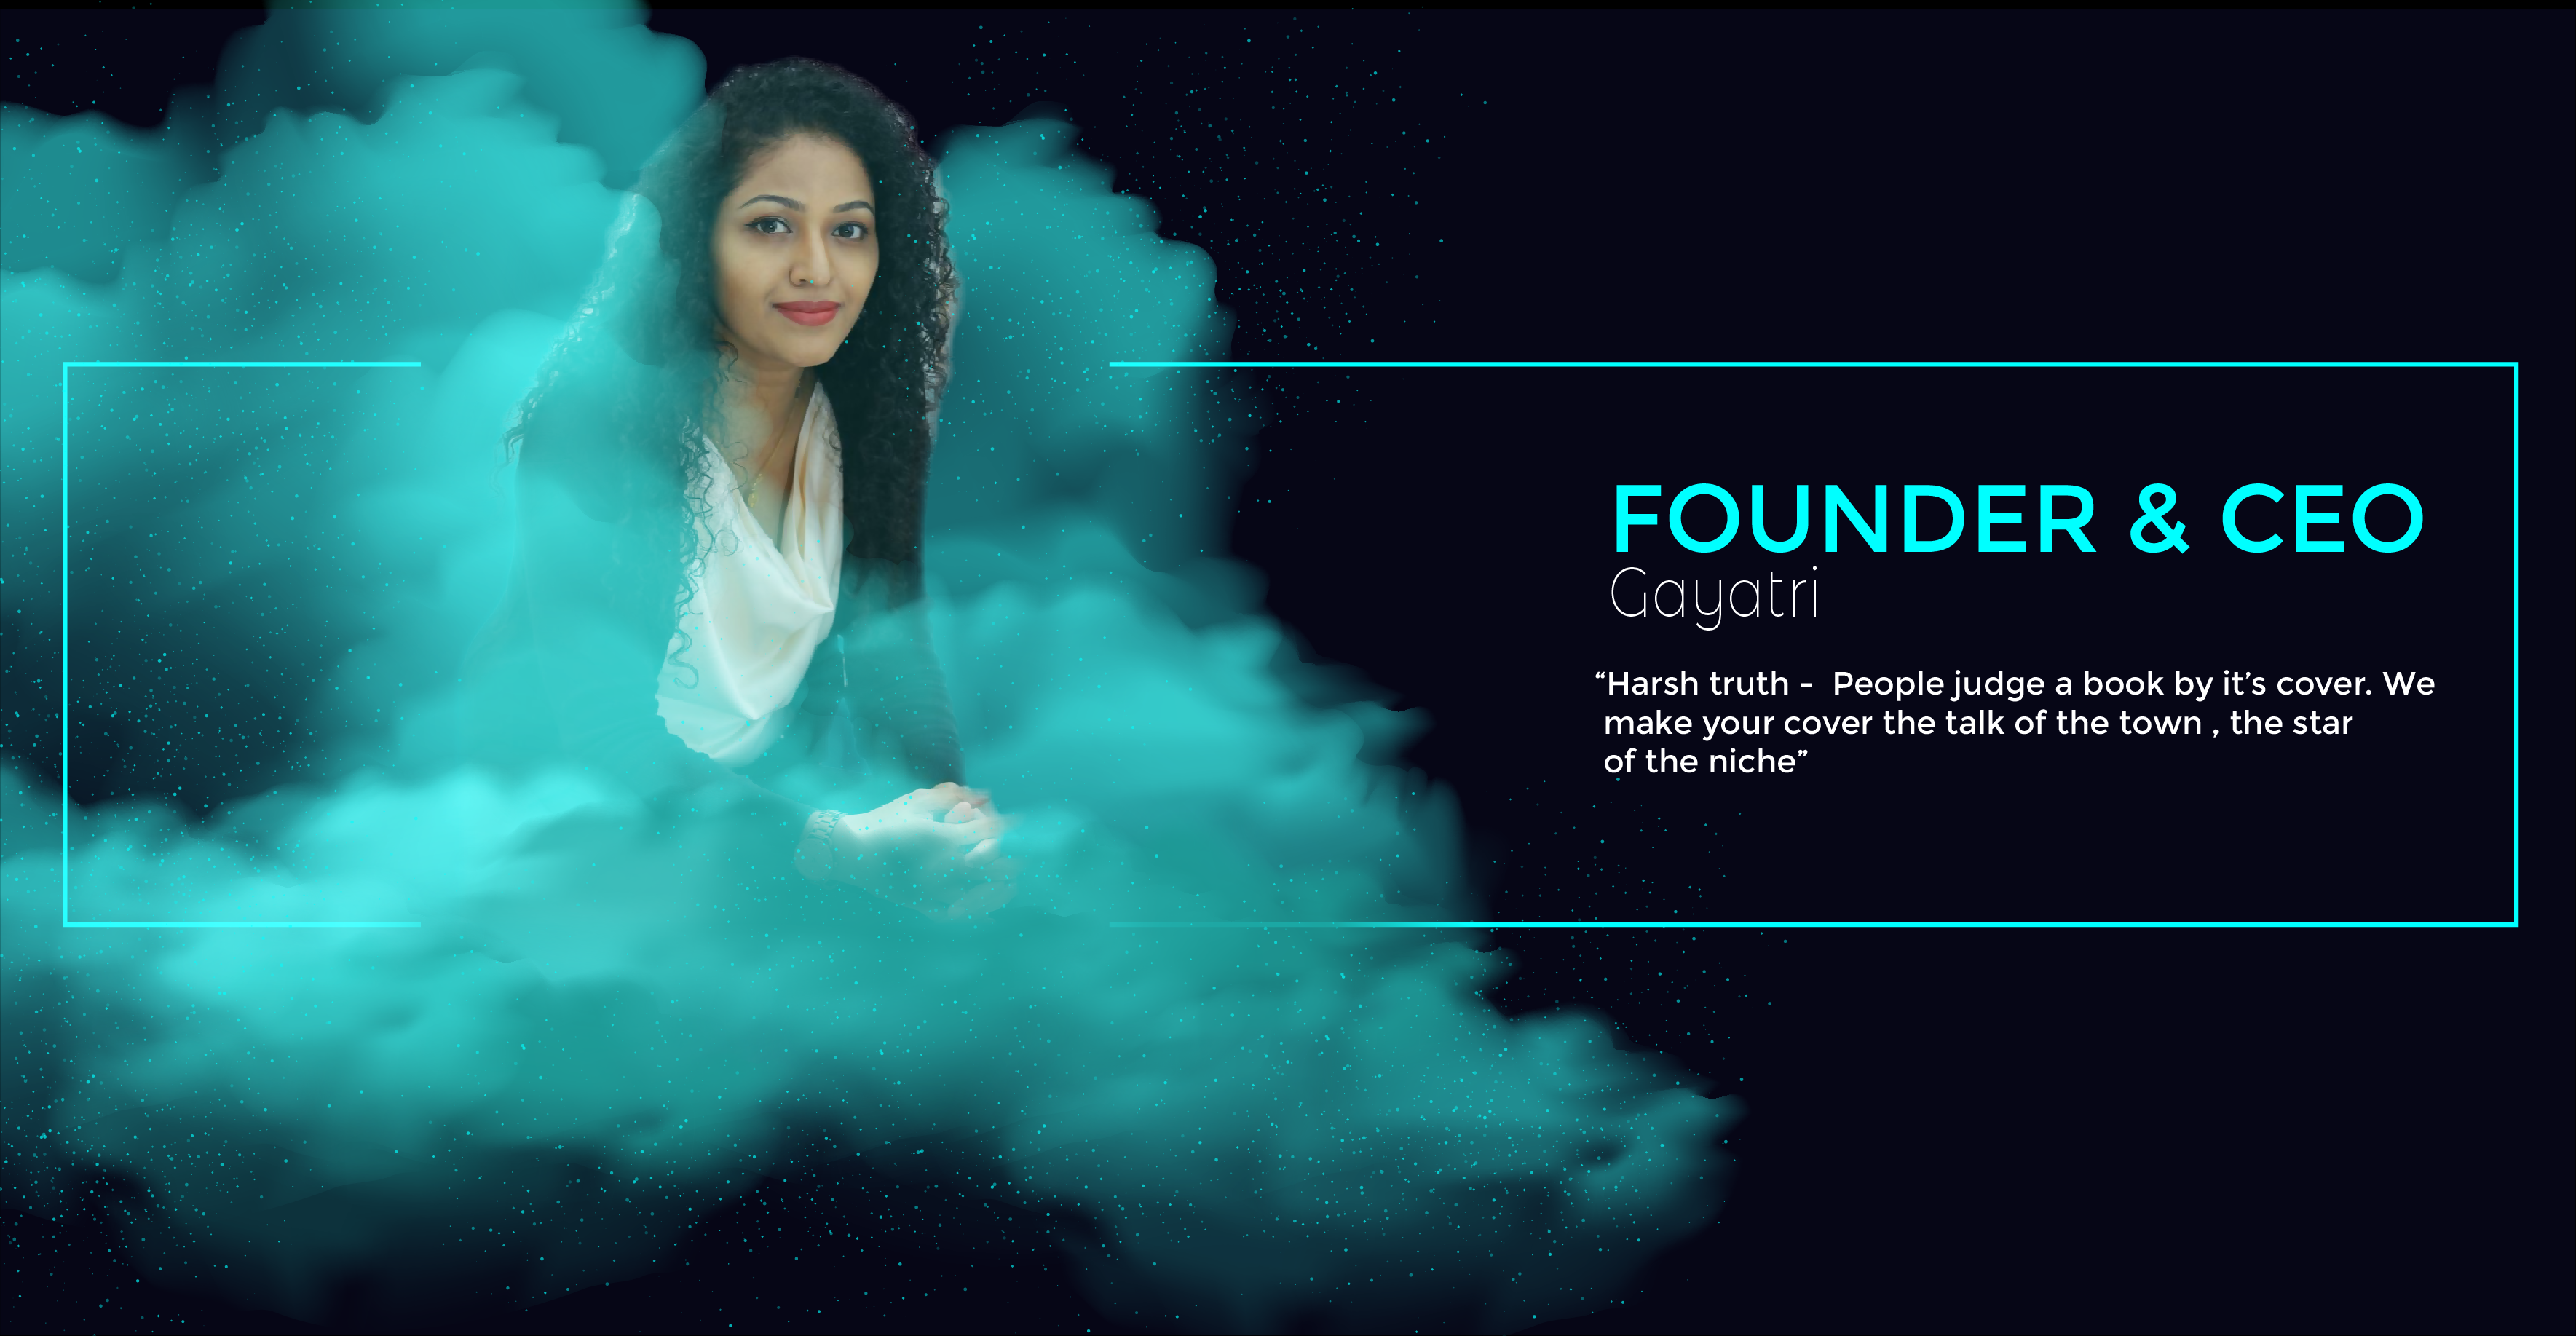 FOUNDER & CEO
Gayatri
“Harsh truth -  People judge a book by it’s cover. We
make your cover the talk of the town , the star
of the niche”